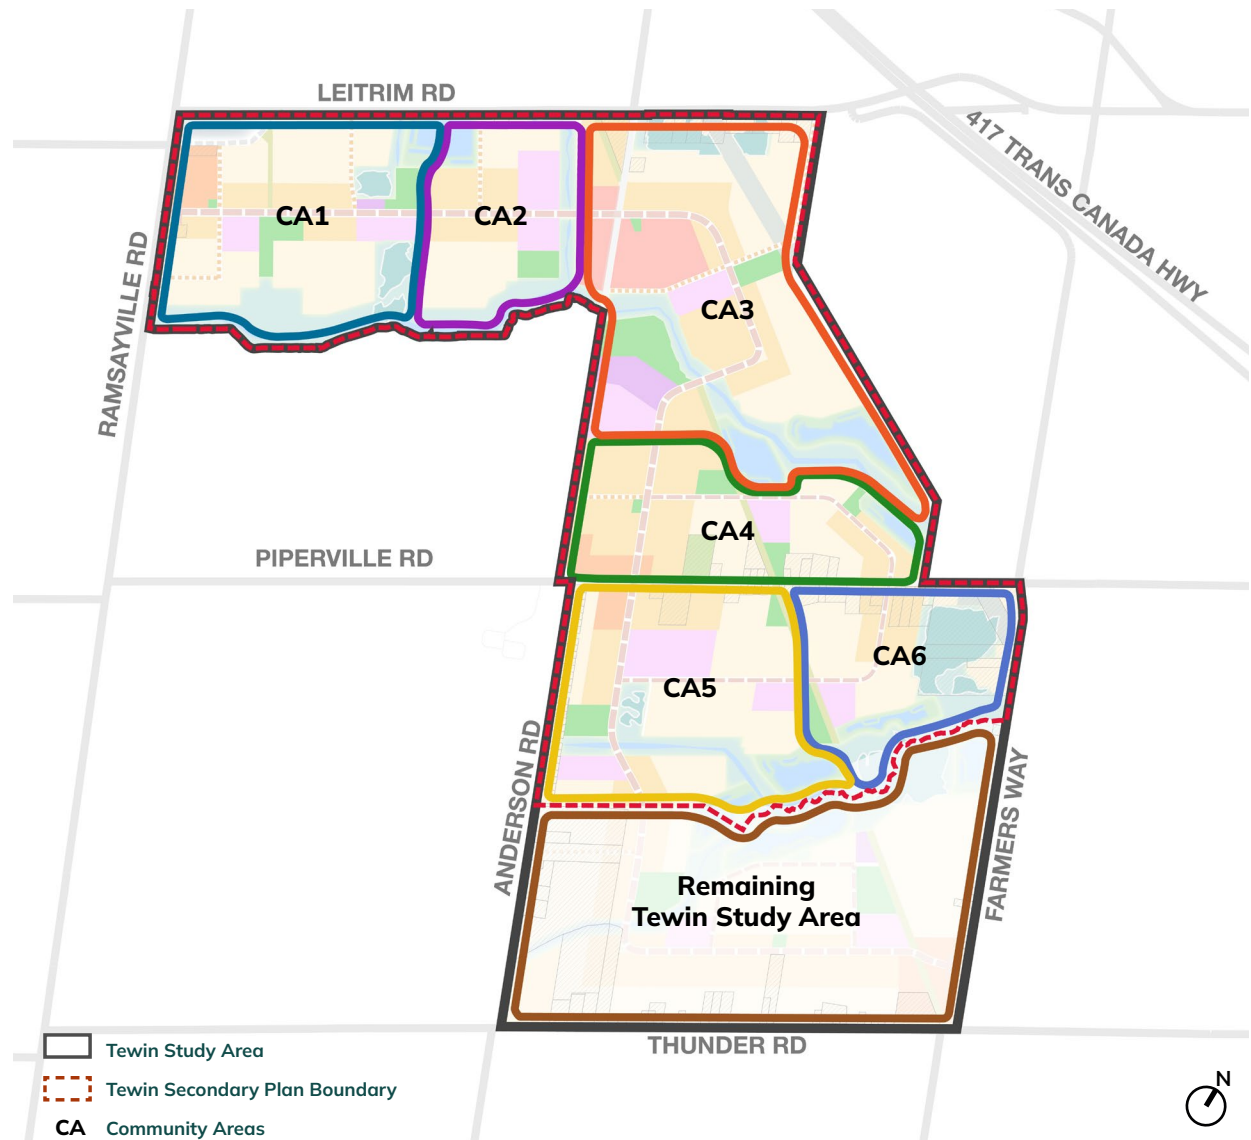 LEITRIM RD
417 TRANS CANADA HWY
CA1
CA2
RAMSAYVILLE RD
CA3
CA4
PIPERVILLE RD
CA6
CA5
ANDERSON RD
FARMERS WAY
Remaining
Tewin Study Area
THUNDER RD
Tewin Study Area
Tewin Secondary Plan Boundary
CA Community Areas
N